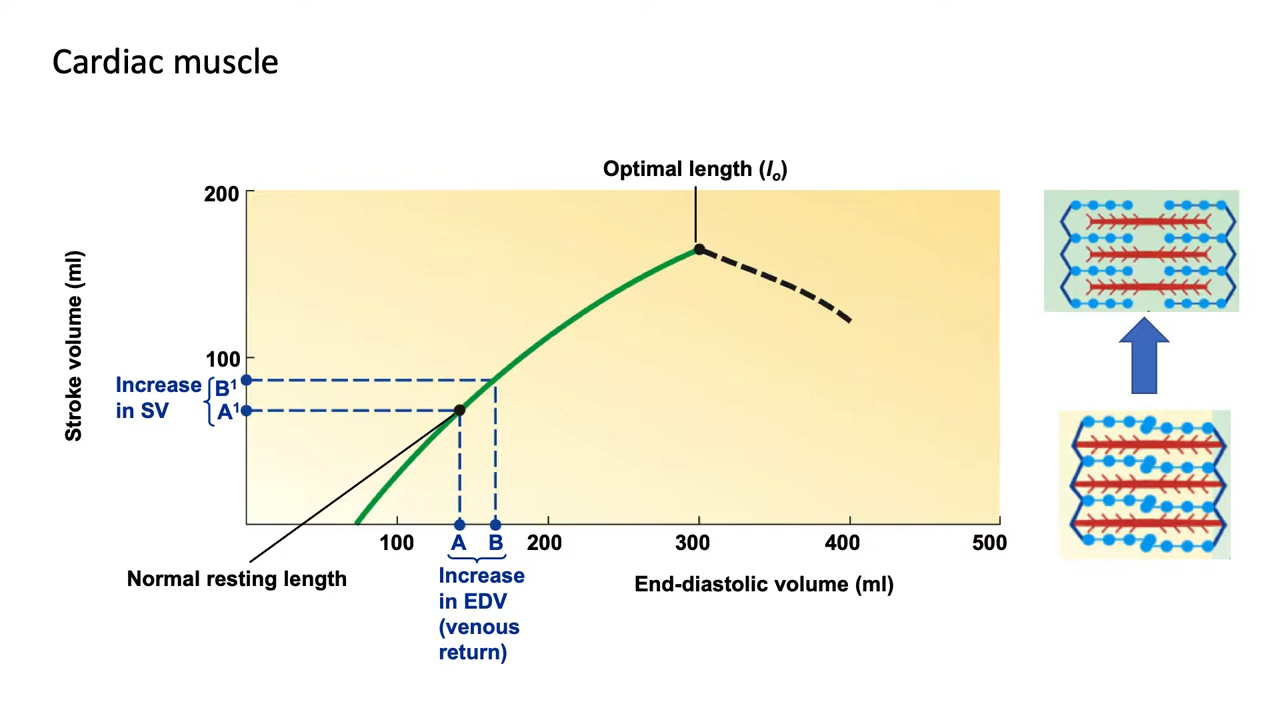 Cardiac muscle
Optimal length (lo)
200
Stroke volume (ml)
100
Increase
in SV
B1
A1
100
A
B
200
300
400
500
Normal resting length
Increase
in EDV
(venous
return)
End-diastolic volume (ml)